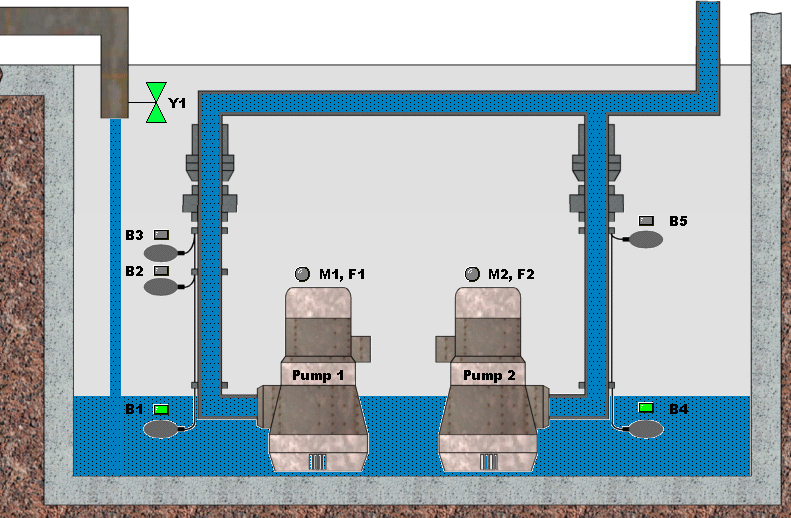 Y1
B3
B5
B2
M1, F1
M2, F2
Pump 1
Pump 2
B1
B4